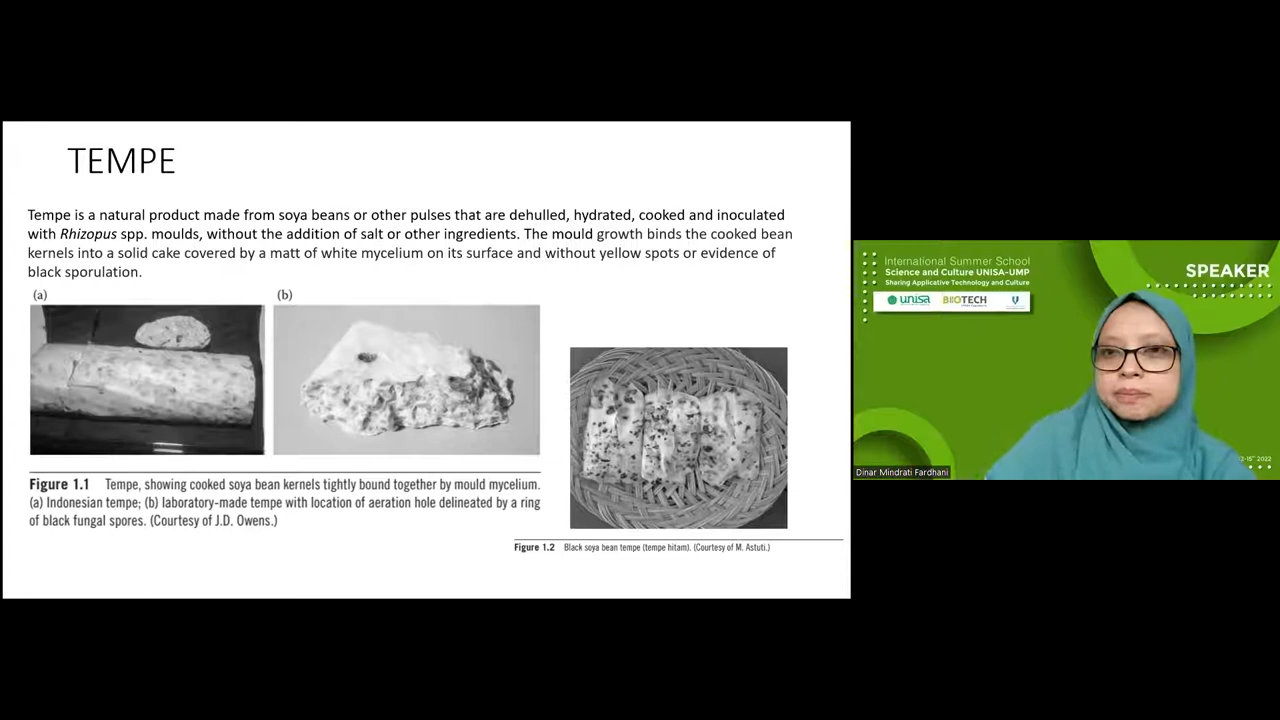 TEMPE
Tempe is a natural product made from soya beans or other pulses that are dehulled, hydrated, cooked and inoculated
with Rhizopus spp. moulds, without the addition of salt or other ingredients. The mould growth binds the cooked bean
kernels into a solid cake covered by a matt of white mycelium on its surface and without yellow spots or evidence of
black sporulation.
(a)
(b)
Figure 1.1 Tempe, showing cooked soya bean kernels tightly bound together by mould mycelium.
(a) Indonesian tempe; (b) laboratory-made tempe with location of aeration hole delineated by a ring
of black fungal spores. (Courtesy of J.D. Owens.)
Figure 1.2 Black soya bean tempe (tempe hitam). (Courtesy of M. Astuti.)
International Summer School
Science and Culture UNISA-UMP
Sharing Applicative Technology and Culture
unisa
BIOTECH
SPEAKER
2022
Dinar Mindrati Fardhani